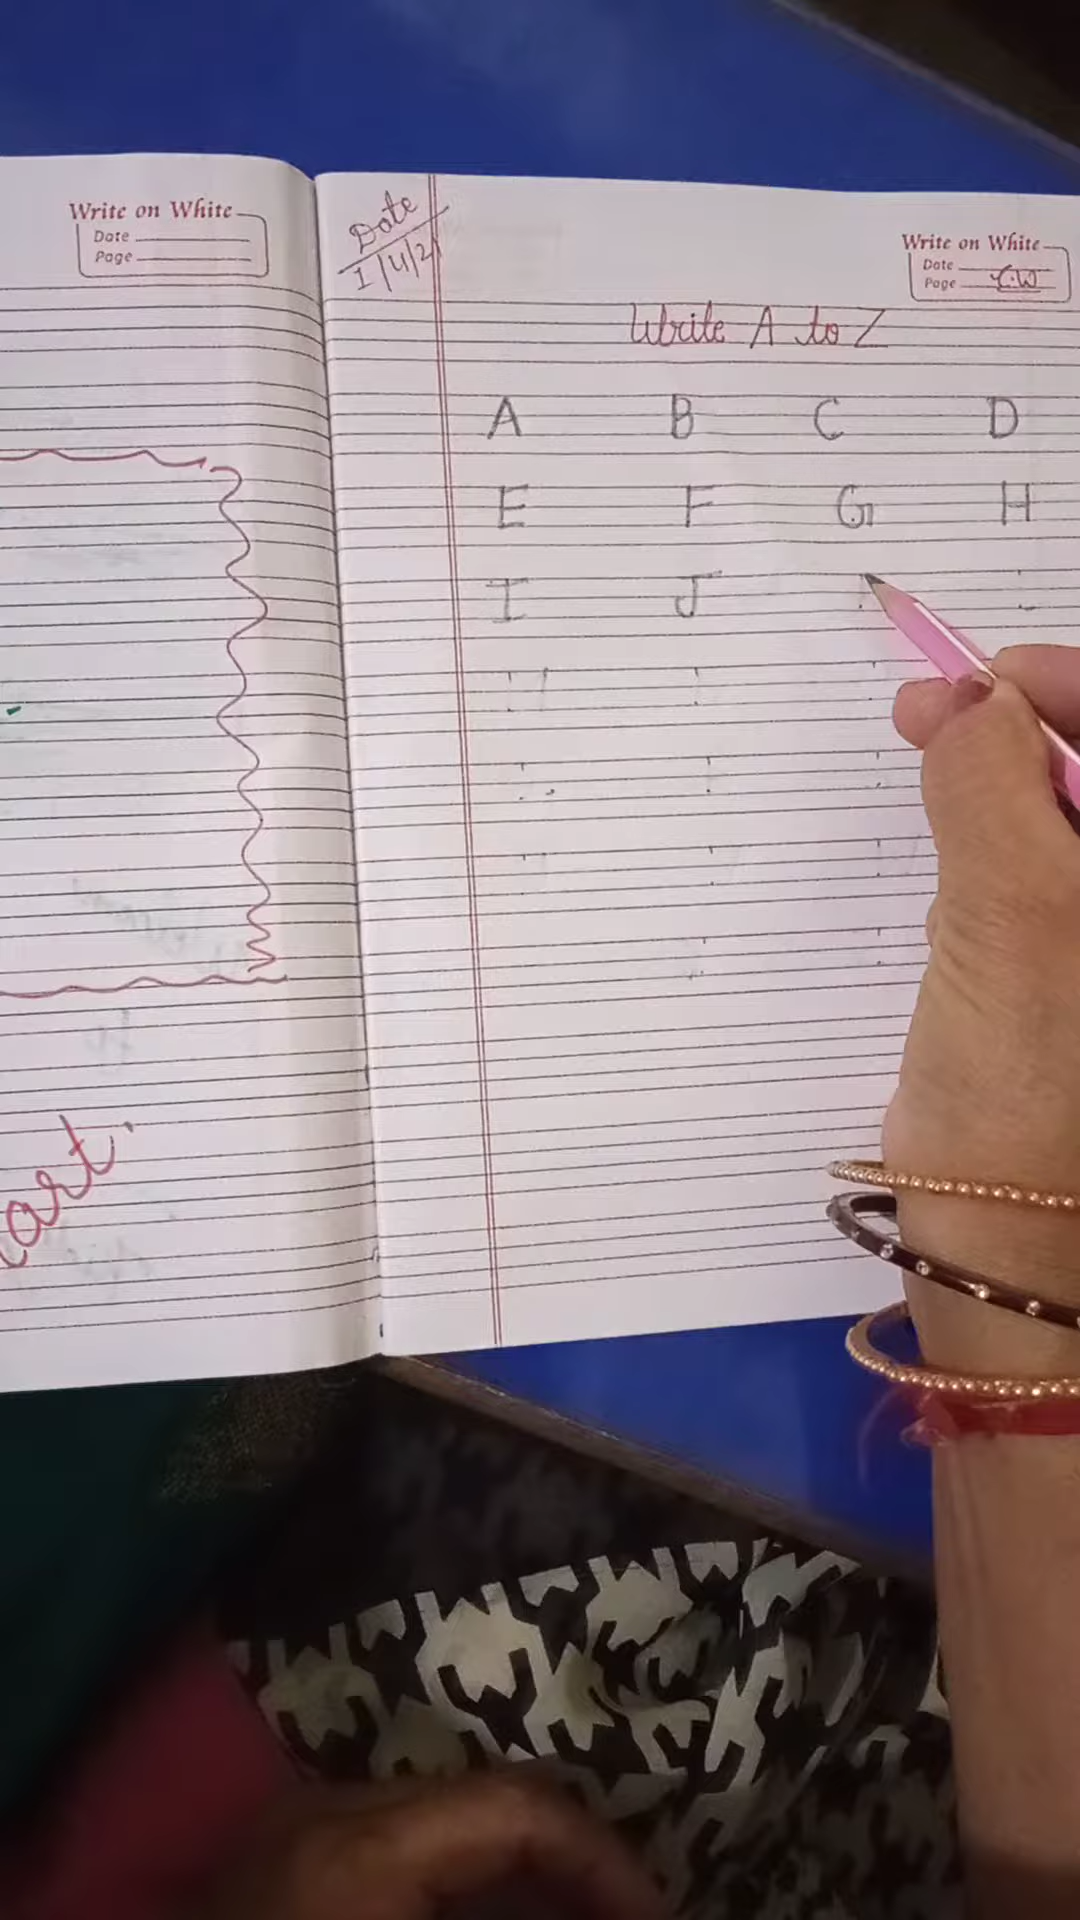 Write on White
Date
Page
art.
Date
1/4/2
Write on White
Date
Page C.W
Write A to Z
A B C D
E F G H
I J